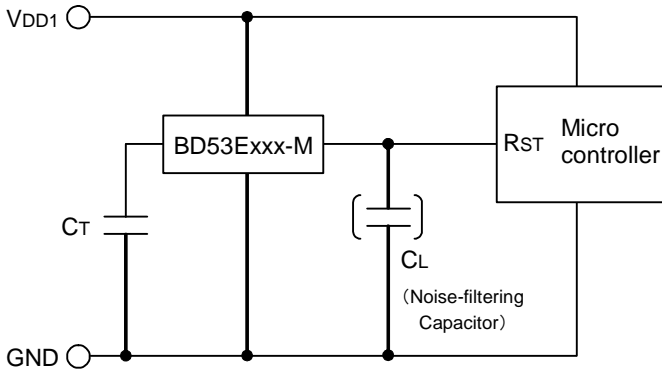 VDD1
BD53Exxx-M
RST
Micro
controller
CT
CL
（Noise-filtering
Capacitor）
GND